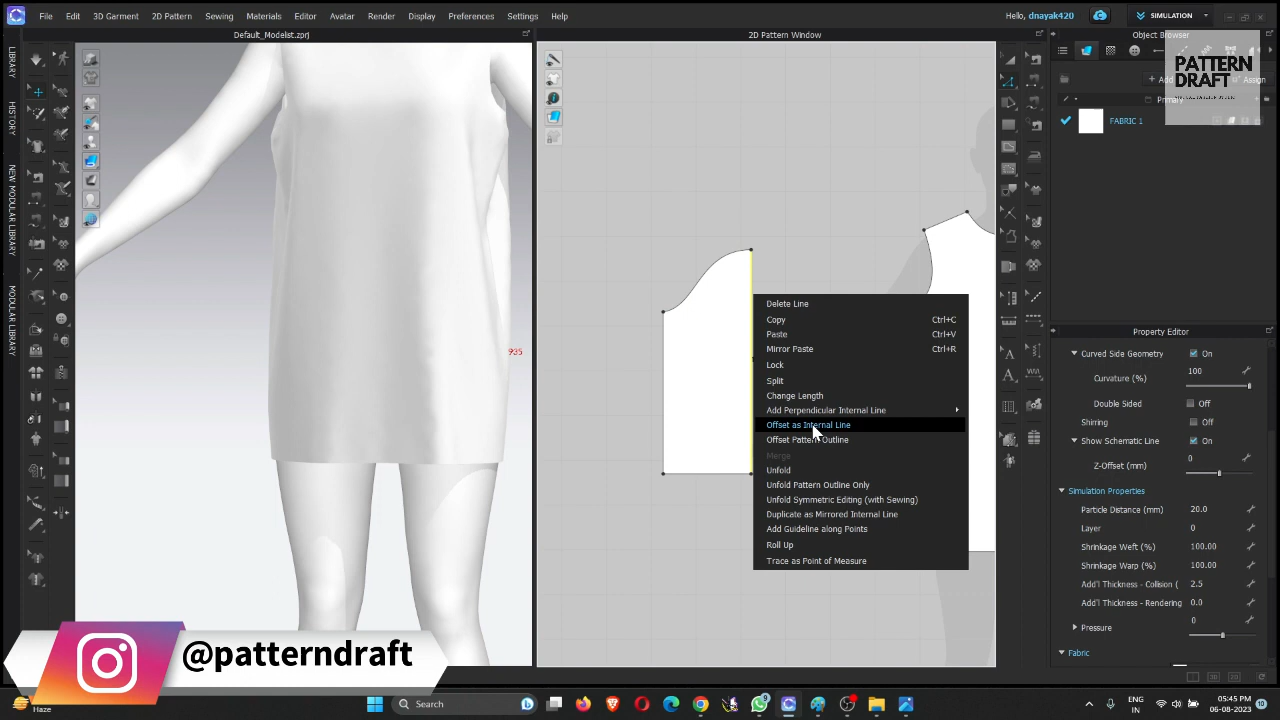 File Edit 3D Garment 2D Pattern Sewing Materials Editor Avatar Render Display Preferences Settings Help
Hello, dnayak420 SIMULATION
Default_Modelist.zprj
2D Pattern Window
Object Browser
LIBRARY
HISTORY
NEW MODULAR LIBRARY
MODULAR LIBRARY
PATTERN
DRAFT
Add
Assign
FABRIC 1
935
Delete Line
Copy Ctrl+C
Paste Ctrl+V
Mirror Paste Ctrl+R
Lock
Split
Change Length
Add Perpendicular Internal Line
Offset as Internal Line
Offset Pattern Outline
Merge
Unfold
Unfold Pattern Outline Only
Unfold Symmetric Editing (with Sewing)
Duplicate as Mirrored Internal Line
Add Guideline along Points
Roll Up
Trace as Point of Measure
Property Editor
Curved Side Geometry On
100
Curvature (%)
Double Sided Off
Shirring Off
Show Schematic Line On
0
Z-Offset (mm)
Simulation Properties
Particle Distance (mm) 20.0
Layer 0
Shrinkage Weft (%) 100.00
Shrinkage Warp (%) 100.00
Add'l Thickness - Collision ( 2.5
Add'l Thickness - Rendering 0.0
0
Pressure
Fabric
@patterndraft
3D 2D
Haze
Search
9
ENG
IN
05:45 PM
06-08-2023